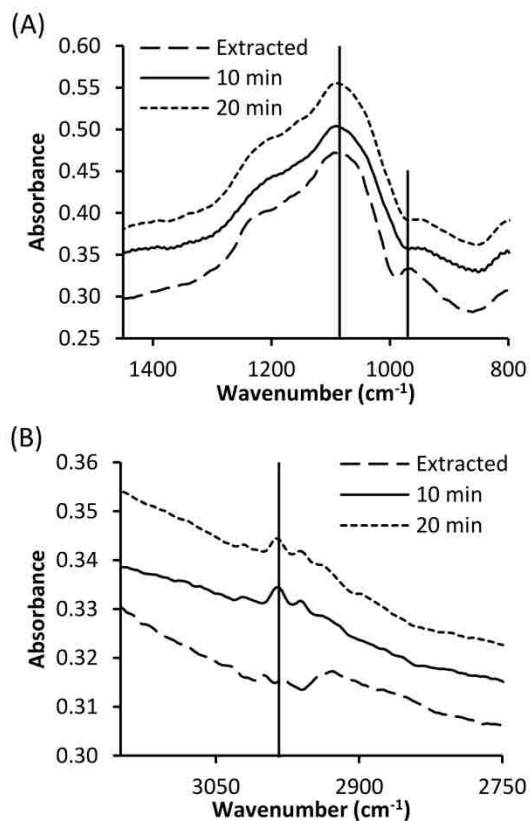 (A)
Extracted
10 min
20 min
0.60
0.55
0.50
0.45
0.40
0.35
0.30
0.25
Absorbance
1400 1200 1000 800
Wavenumber (cm⁻¹)
(B)
Extracted
10 min
20 min
0.36
0.35
0.34
0.33
0.32
0.31
0.30
Absorbance
3050 2900 2750
Wavenumber (cm⁻¹)